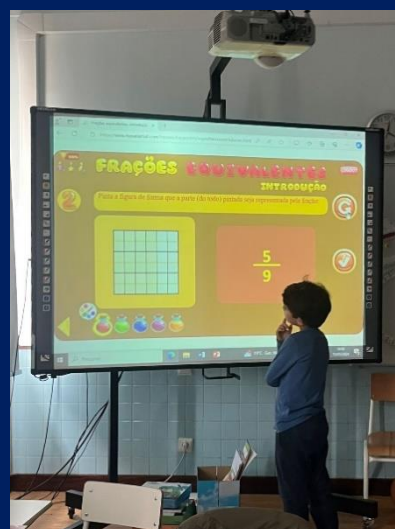 FRAÇÕES EQUIVALENTES
INTRODUÇÃO
2
Pinta a figura de forma que a parte (do todo) pintada seja representada pela fração:
5
9